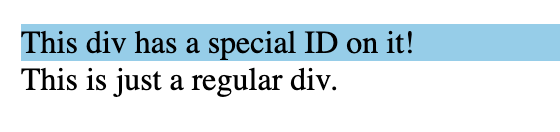 This div has a special ID on it!
This is just a regular div.